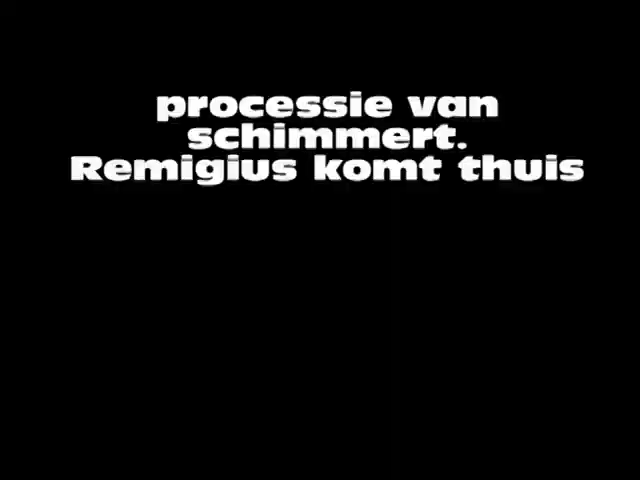 processie van
schimmert.
Remigius komt thuis